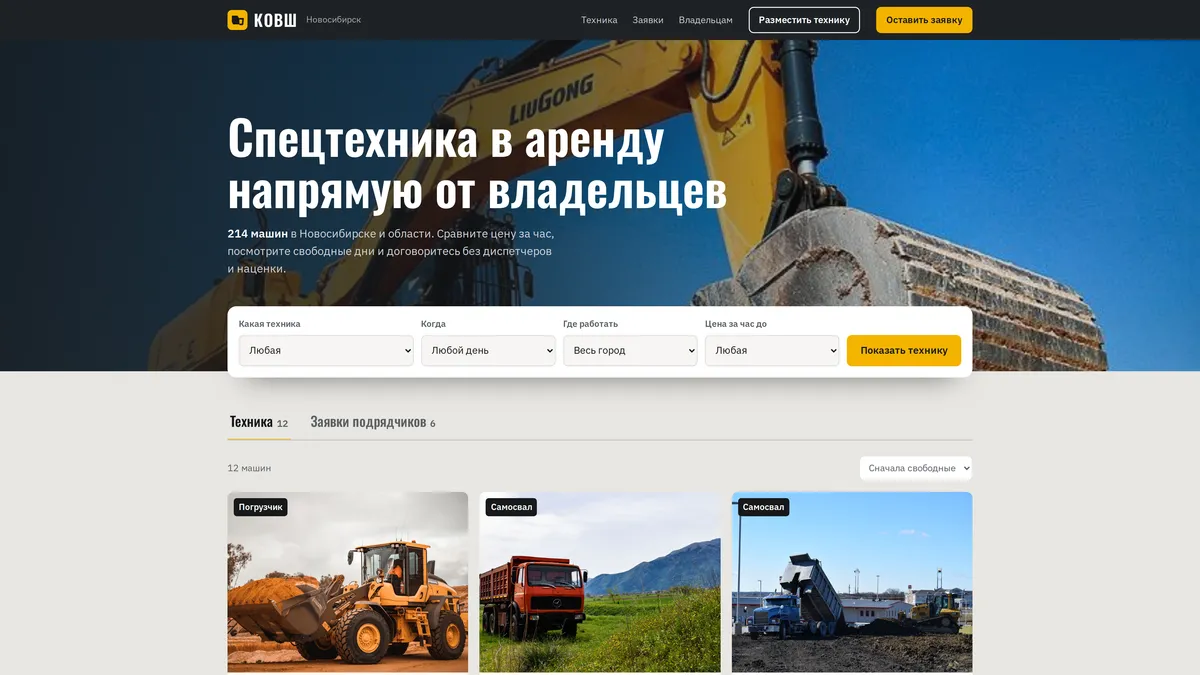 КОВШ
Новосибирск
Техника
Заявки
Владельцам
Разместить технику
Оставить заявку
LIUGONG
Спецтехника в аренду
напрямую от владельцев
214 машин в Новосибирске и области. Сравните цену за час,
посмотрите свободные дни и договоритесь без диспетчеров
и наценки.
Какая техника
Когда
Где работать
Цена за час до
Любая
Любой день
Весь город
Любая
Показать технику
Техника 12
Заявки подрядчиков 6
12 машин
Сначала свободные
Погрузчик
Самосвал
Самосвал